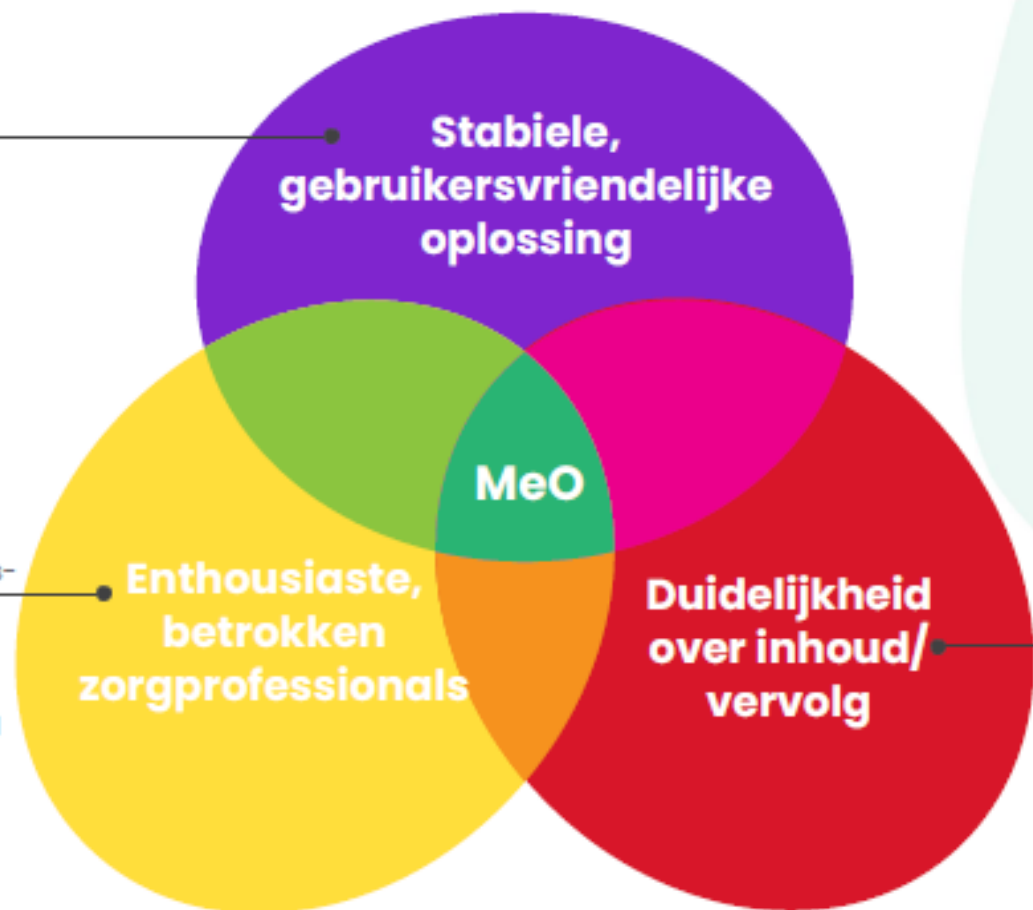 Stabiele,
gebruikersvriendelijke
oplossing
MeO
Enthousiaste,
betrokken
zorgprofessionals
Duidelijkheid
over inhoud/
vervolg